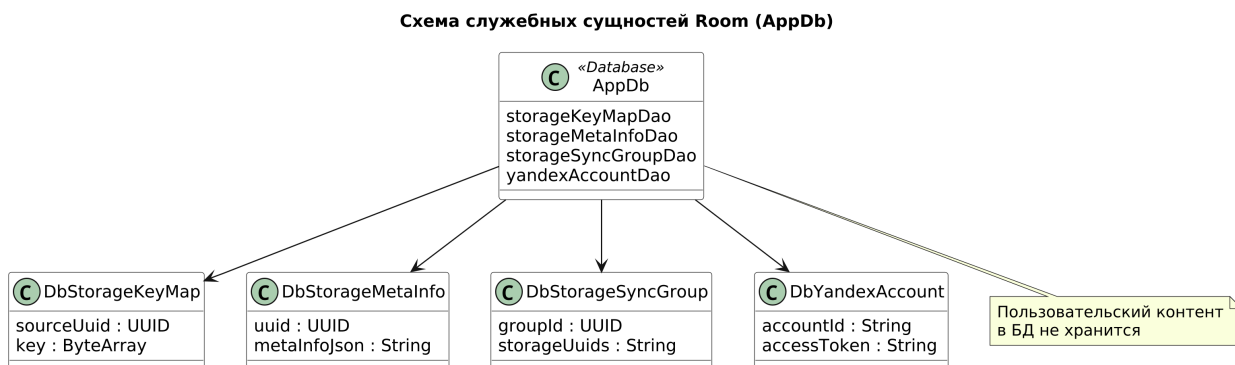 Схема служебных сущностей Room (AppDb)
«Database»
C AppDb
storageKeyMapDao
storageMetaInfoDao
storageSyncGroupDao
yandexAccountDao
C DbStorageKeyMap
sourceUuid : UUID
key : ByteArray
C DbStorageMetaInfo
uuid : UUID
metaInfoJson : String
C DbStorageSyncGroup
groupId : UUID
storageUuids : String
C DbYandexAccount
accountId : String
accessToken : String
Пользовательский контент
в БД не хранится